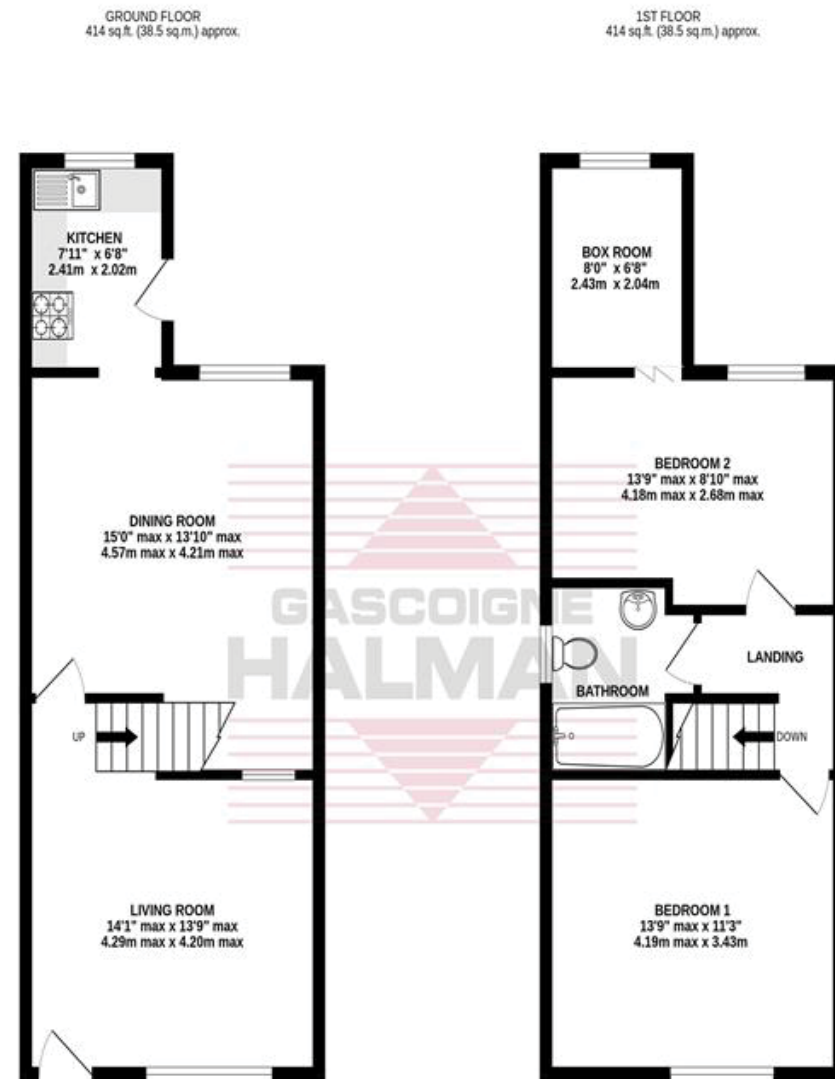 GROUND FLOOR
414 sq.ft. (38.5 sq.m.) approx.
KITCHEN
7'11" x 6'8"
2.41m x 2.02m
DINING ROOM
15'0" max x 13'10" max
4.57m max x 4.21m max
UP
LIVING ROOM
14'1" max x 13'9" max
4.29m max x 4.20m max
1ST FLOOR
414 sq.ft. (38.5 sq.m.) approx.
BOX ROOM
8'0" x 6'8"
2.43m x 2.04m
BEDROOM 2
13'9" max x 8'10" max
4.18m max x 2.68m max
LANDING
BATHROOM
DOWN
BEDROOM 1
13'9" max x 11'3"
4.19m max x 3.43m
GASCOIGNE
HALMAN